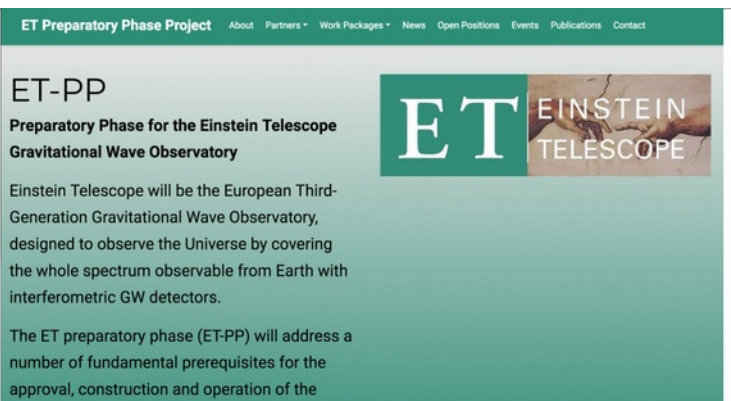 ET Preparatory Phase Project About Partners Work Packages News Open Positions Events Publications Contact
ET-PP
Preparatory Phase for the Einstein Telescope
Gravitational Wave Observatory
Einstein Telescope will be the European Third-
Generation Gravitational Wave Observatory,
designed to observe the Universe by covering
the whole spectrum observable from Earth with
interferometric GW detectors.
The ET preparatory phase (ET-PP) will address a
number of fundamental prerequisites for the
approval, construction and operation of the
ET EINSTEIN
TELESCOPE